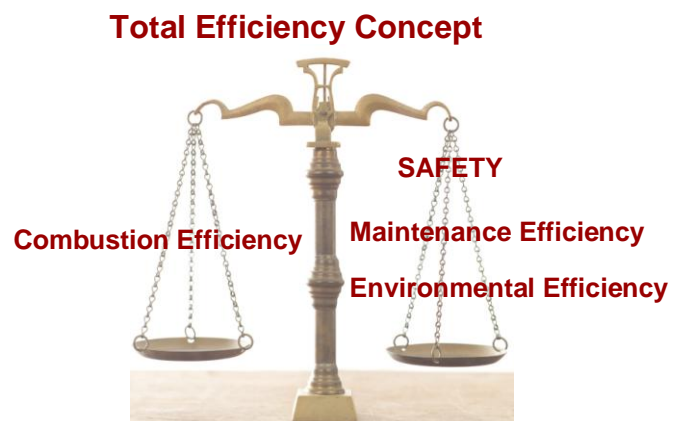 Total Efficiency Concept
SAFETY
Combustion Efficiency
Maintenance Efficiency
Environmental Efficiency